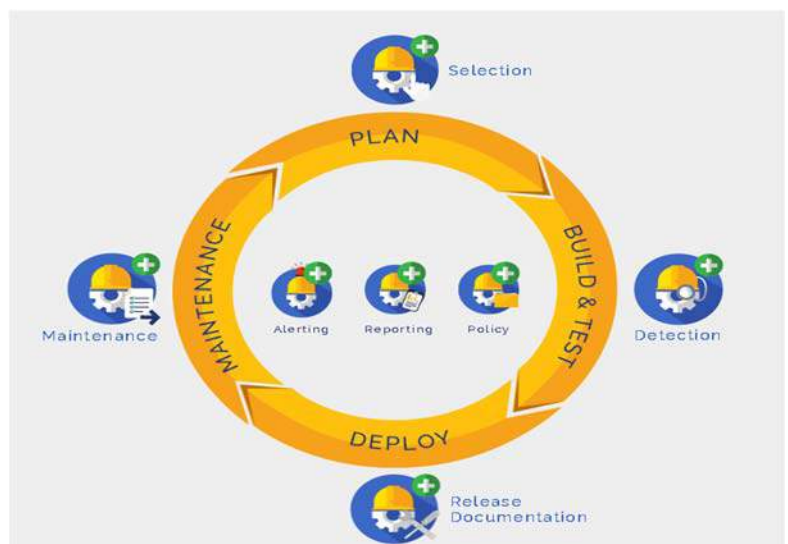 Selection
PLAN
BUILD & TEST
MAINTENANCE
Alerting
Reporting
Policy
Maintenance
Detection
DEPLOY
Release
Documentation